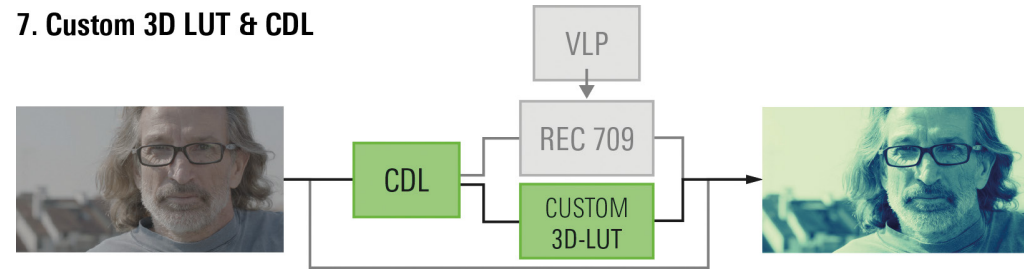 7. Custom 3D LUT & CDL
VLP
REC 709
CDL
CUSTOM
3D-LUT